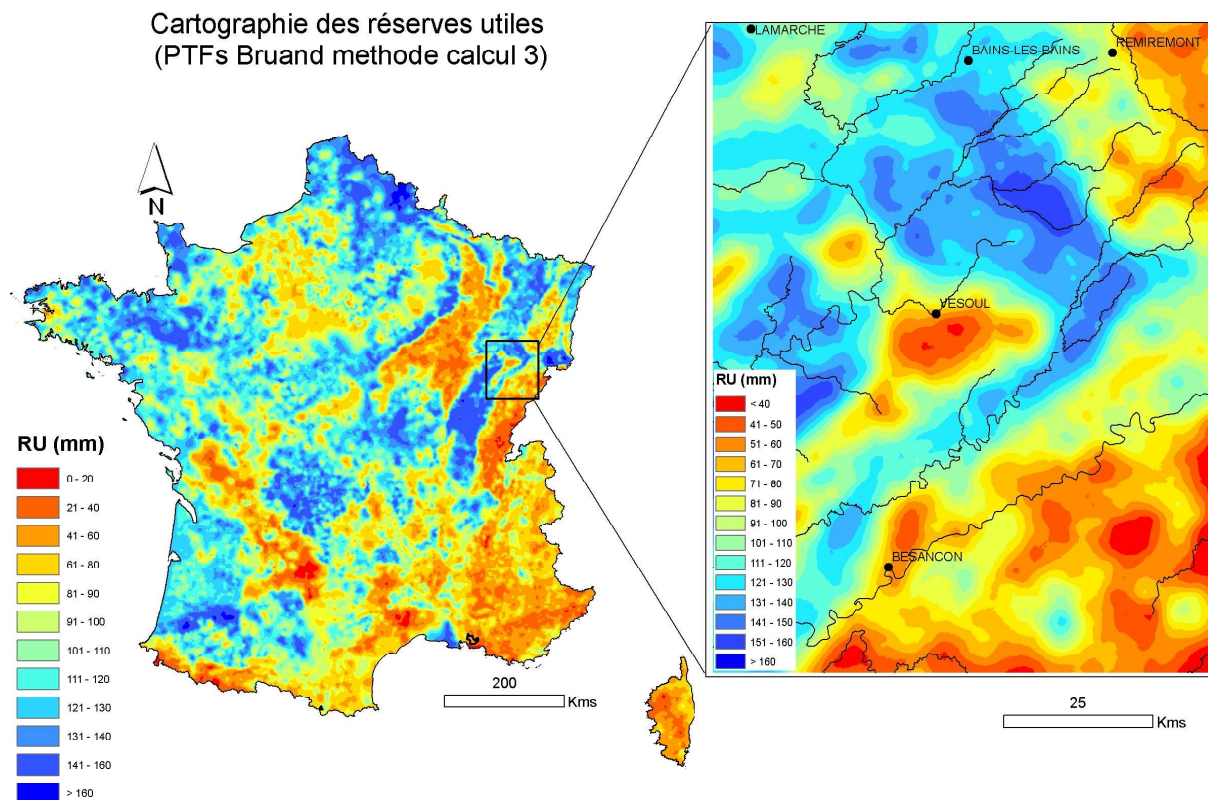 Cartographie des réserves utiles
(PTFs Bruand methode calcul 3)
N
RU (mm)
0 - 20
21 - 40
41 - 60
61 - 80
81 - 90
91 - 100
101 - 110
111 - 120
121 - 130
131 - 140
141 - 160
> 160
200
Kms
LAMARCHE
BAINS-LES-BAINS
REMIREMONT
VESOUL
BESANCON
RU (mm)
< 40
41 - 50
51 - 60
61 - 70
71 - 80
81 - 90
91 - 100
101 - 110
111 - 120
121 - 130
131 - 140
141 - 150
151 - 160
> 160
25
Kms